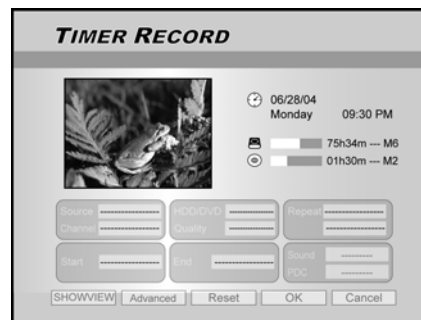 TIMER RECORD
06/28/04
Monday 09:30 PM
75h34m --- M6
01h30m --- M2
Source ----------------
HDD/DVD ------------
Repeat ----------------
Channel ----------------
Quality ------------
----------------
Start ----------------
End ----------------
Sound ----------
PDC ----------
SHOWVIEW Advanced Reset OK Cancel